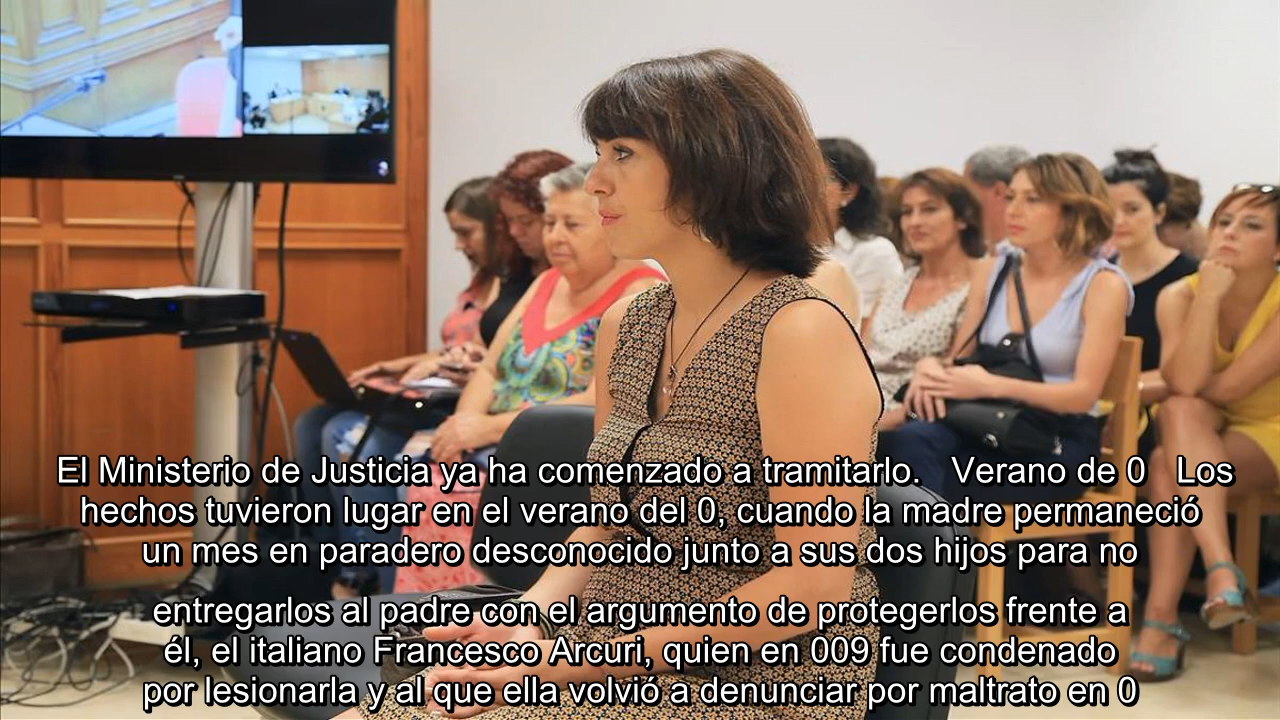 El Ministerio de Justicia ya ha comenzado a tramitarlo.   Verano de 0   Los
hechos tuvieron lugar en el verano del 0, cuando la madre permaneció
un mes en paradero desconocido junto a sus dos hijos para no
entregarlos al padre con el argumento de protegerlos frente a
él, el italiano Francesco Arcuri, quien en 009 fue condenado
por lesionarla y al que ella volvió a denunciar por maltrato en 0